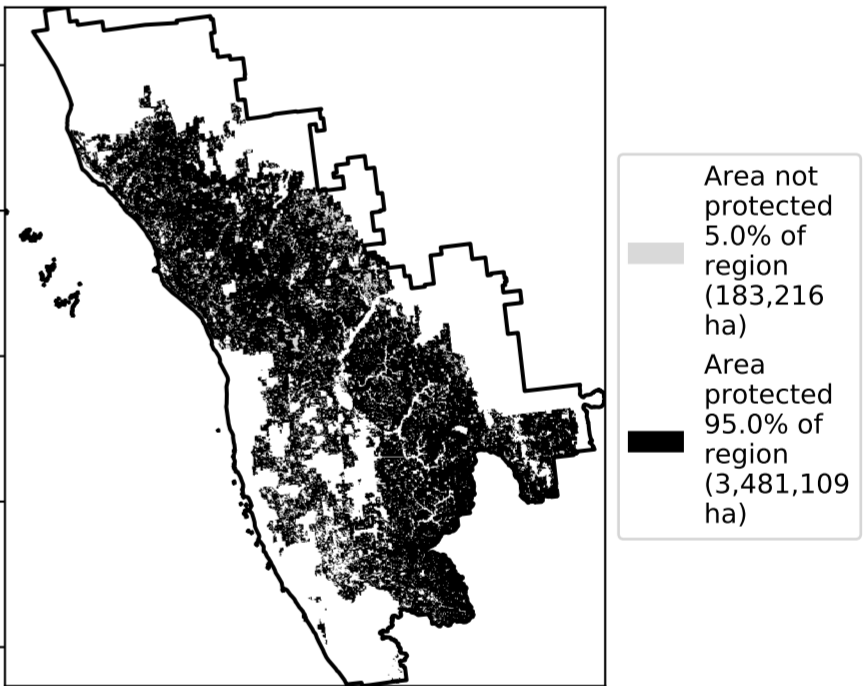 Area not
protected
5.0% of
region
(183,216
ha)
Area
protected
95.0% of
region
(3,481,109
ha)